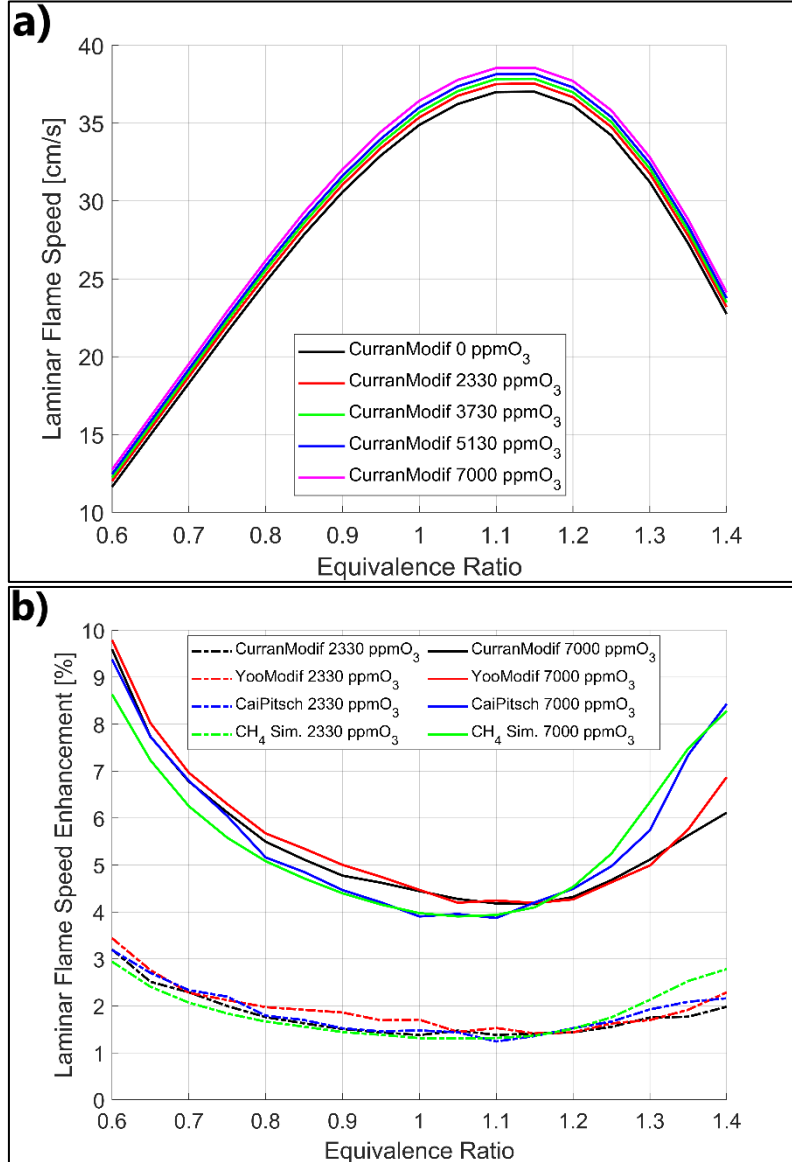 a)
40
35
30
25
20
15
10
Laminar Flame Speed [cm/s]
CurranModif 0 ppmO₃
CurranModif 2330 ppmO₃
CurranModif 3730 ppmO₃
CurranModif 5130 ppmO₃
CurranModif 7000 ppmO₃
0.6 0.7 0.8 0.9 1 1.1 1.2 1.3 1.4
Equivalence Ratio
b)
10
9
8
7
6
5
4
3
2
1
0
Laminar Flame Speed Enhancement [%]
CurranModif 2330 ppmO₃ CurranModif 7000 ppmO₃
YooModif 2330 ppmO₃ YooModif 7000 ppmO₃
CaiPitsch 2330 ppmO₃ CaiPitsch 7000 ppmO₃
CH₄ Sim. 2330 ppmO₃ CH₄ Sim. 7000 ppmO₃
0.6 0.7 0.8 0.9 1 1.1 1.2 1.3 1.4
Equivalence Ratio